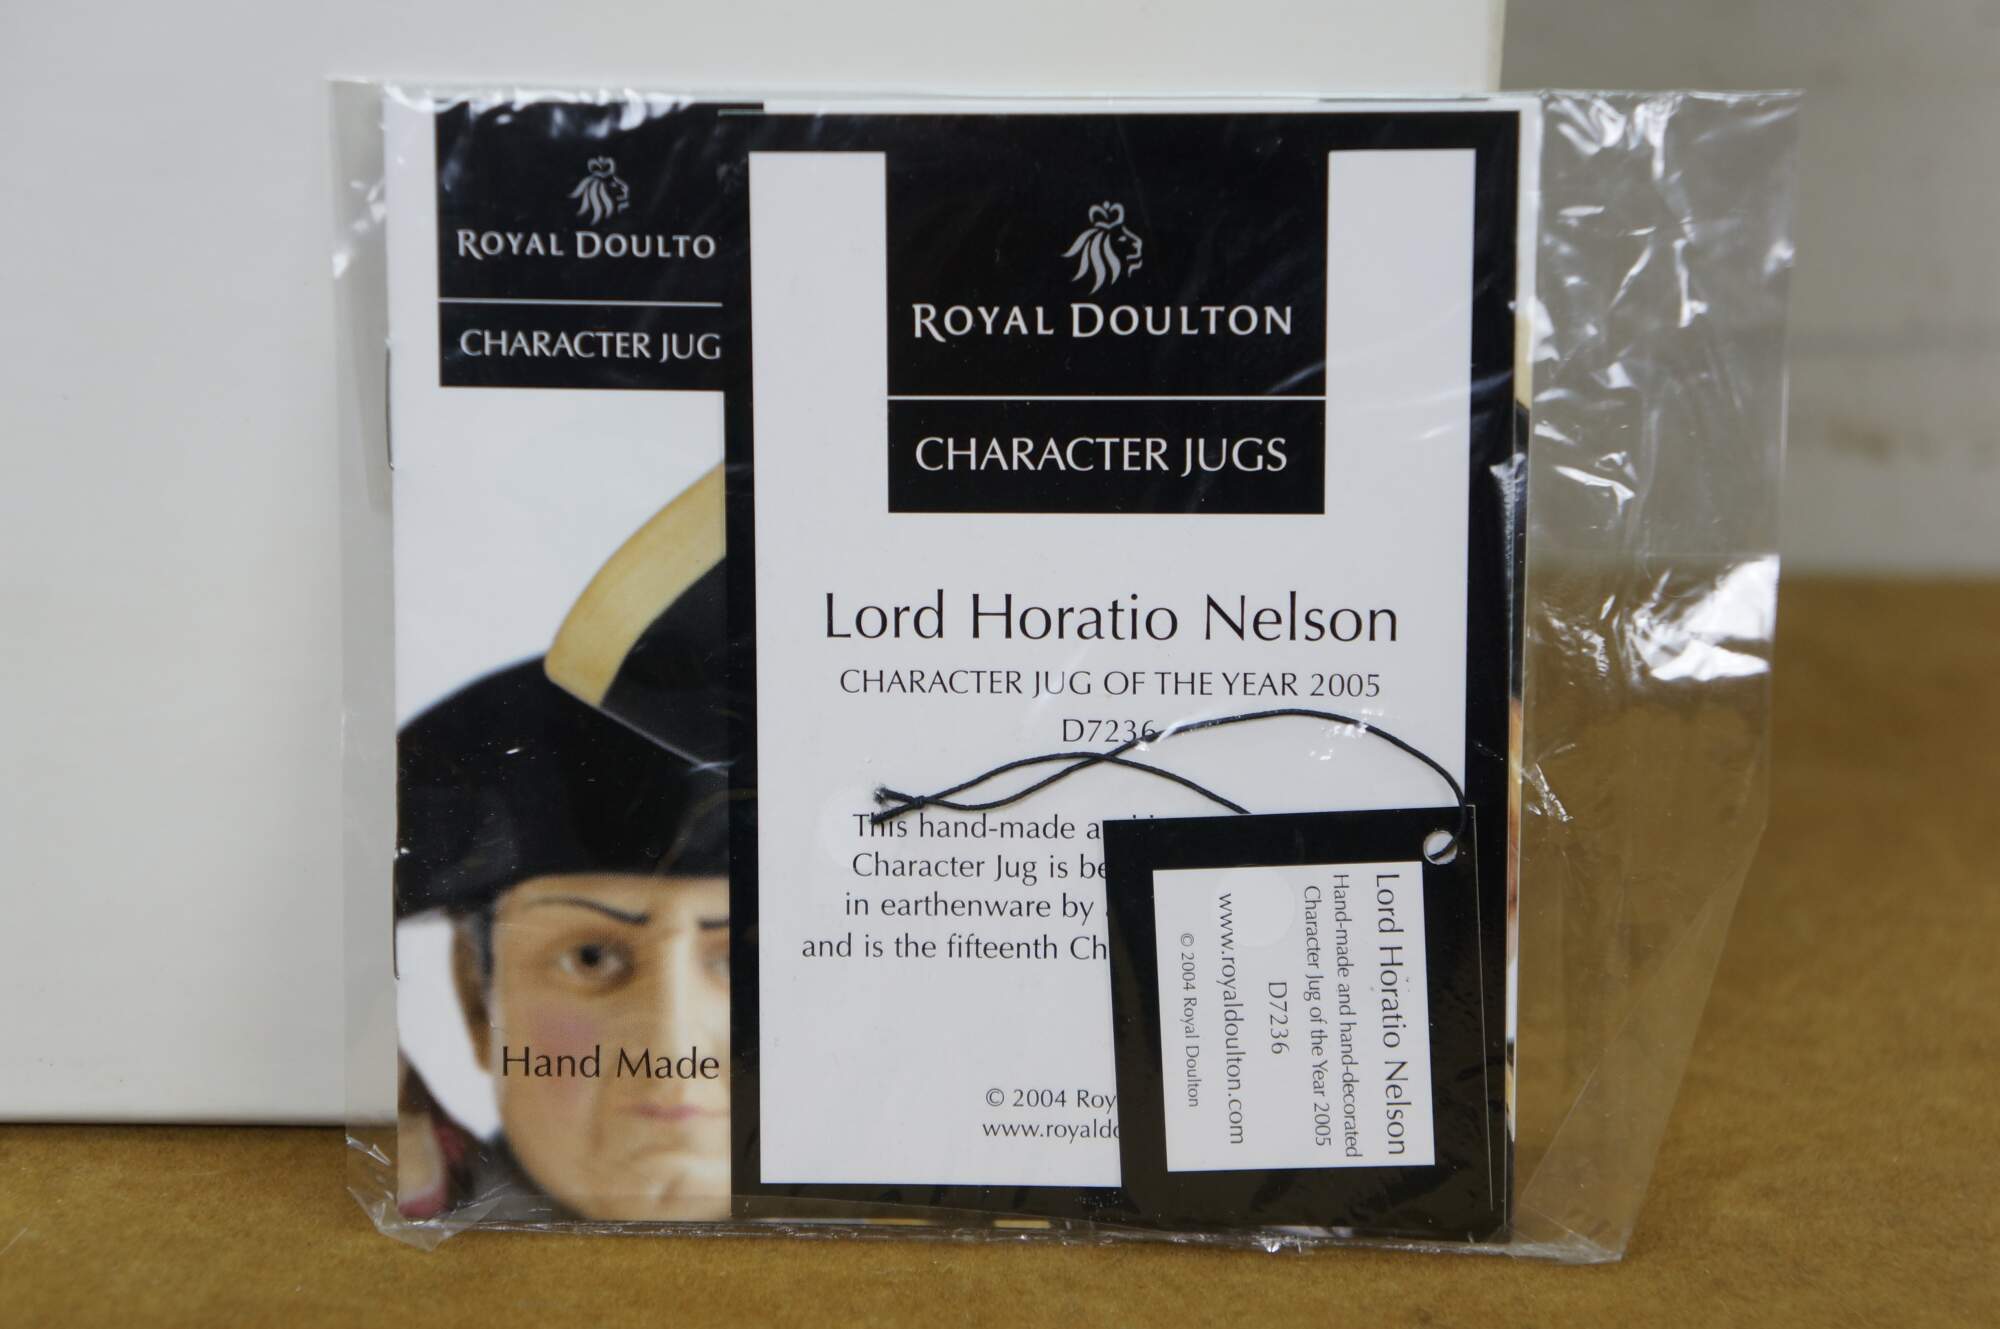 ROYAL DOULTO
CHARACTER JUG
Hand Made
ROYAL DOULTON
CHARACTER JUGS
Lord Horatio Nelson
CHARACTER JUG OF THE YEAR 2005
D7236
This hand-made a
Character Jug is be
in earthenware by
and is the fifteenth Ch
© 2004 Roy
www.royaldo
Lord Horatio Nelson
Hand-made and hand-decorated
Character Jug of the Year 2005
D7236
www.royaldoulton.com
© 2004 Royal Doulton